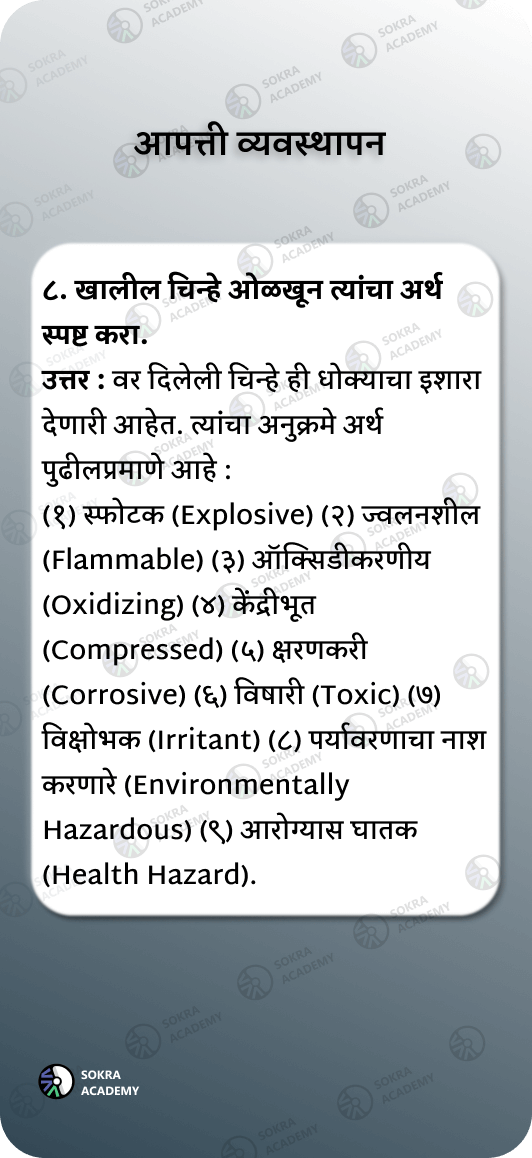 आपत्ती व्यवस्थापन
८. खालील चिन्हे ओळखून त्यांचा अर्थ
स्पष्ट करा.
उत्तर : वर दिलेली चिन्हे ही धोक्याचा इशारा
देणारी आहेत. त्यांचा अनुक्रमे अर्थ
पुढीलप्रमाणे आहे :
(१) स्फोटक (Explosive) (२) ज्वलनशील
(Flammable) (३) ऑक्सिडीकरणीय
(Oxidizing) (४) केंद्रीभूत
(Compressed) (५) क्षरणकरी
(Corrosive) (६) विषारी (Toxic) (७)
विक्षोभक (Irritant) (८) पर्यावरणाचा नाश
करणारे (Environmentally
Hazardous) (९) आरोग्यास घातक
(Health Hazard).
SOKRA
ACADEMY